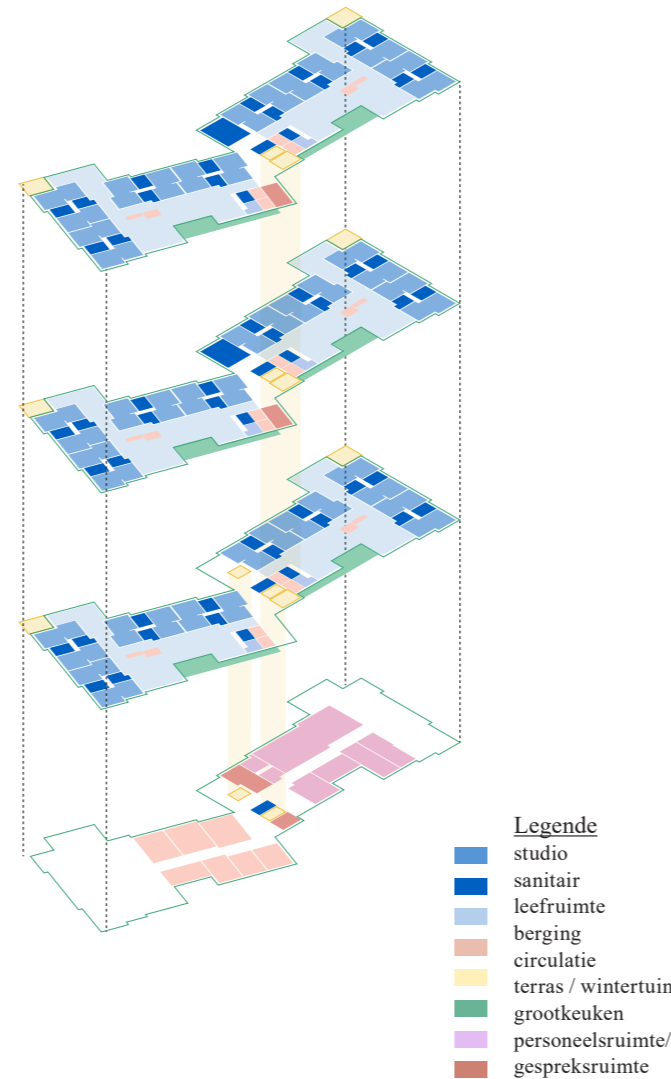 Legende
studio
sanitair
leefruimte
berging
circulatie
terras / wintertuin
grootkeuken
personeelsruimte/
gespreksruimte